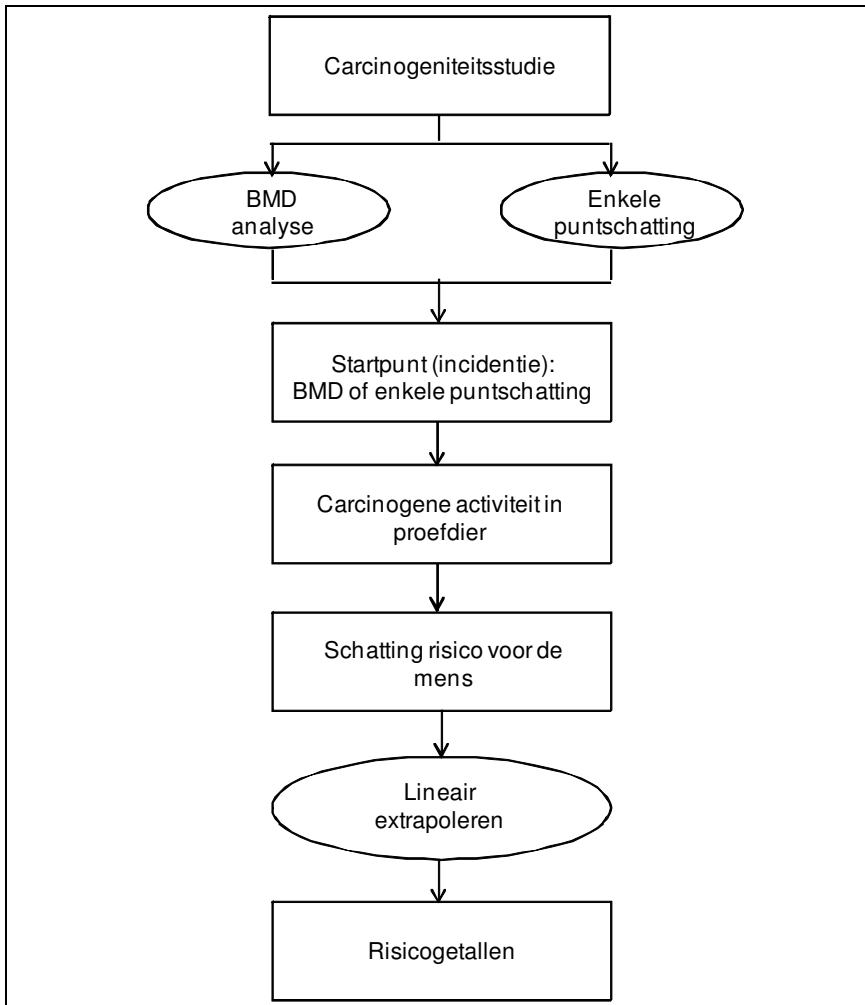 Carcinogeniteitsstudie
BMD
analyse
Enkele
puntschatting
Startpunt (incidentie):
BMD of enkele puntschatting
Carcinogene activiteit in
proefdier
Schatting risico voor de
mens
Lineair
extrapoleren
Risicogetallen